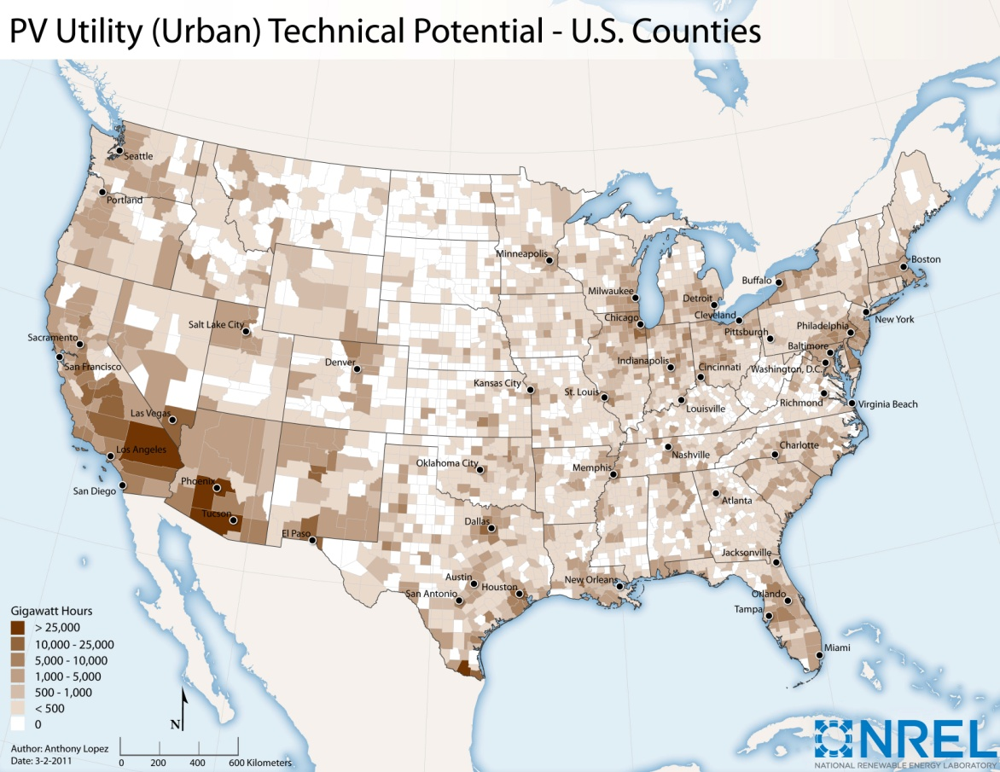 PV Utility (Urban) Technical Potential - U.S. Counties
Seattle
Portland
Minneapolis
Boston
Buffalo
Milwaukee
Detroit
Chicago
Cleveland
New York
Salt Lake City
Pittsburgh
Philadelphia
Sacramento
Baltimore
San Francisco
Denver
Indianapolis
Cincinnati
Washington, D.C.
Kansas City
St. Louis
Richmond
Virginia Beach
Louisville
Las Vegas
Los Angeles
Charlotte
Nashville
Oklahoma City
Memphis
Phoenix
San Diego
Atlanta
Tucson
Dallas
El Paso
Jacksonville
Austin
New Orleans
Houston
San Antonio
Orlando
Tampa
Miami
Gigawatt Hours
> 25,000
10,000 - 25,000
5,000 - 10,000
1,000 - 5,000
500 - 1,000
< 500
0
N
Author: Anthony Lopez
Date: 3-2-2011
0 200 400 600 Kilometers
NREL
NATIONAL RENEWABLE ENERGY LABORATORY